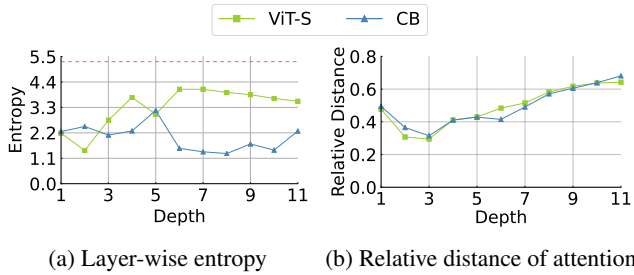 ViT-S CB
5.5
4.4
3.3
2.2
1.1
0.0
Entropy
1 3 5 7 9 11
Depth
0.8
0.6
0.4
0.2
0.0
Relative Distance
1 3 5 7 9 11
Depth
(a) Layer-wise entropy
(b) Relative distance of attention